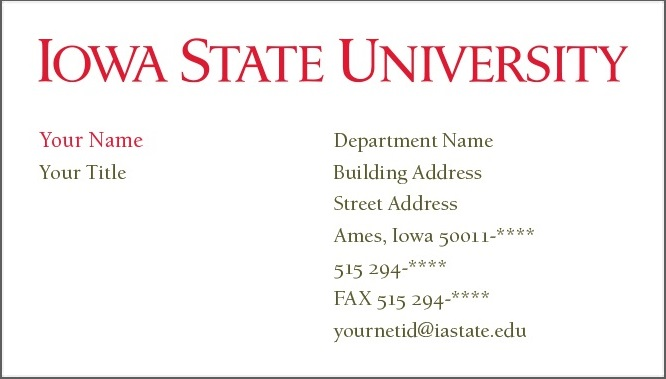 IOWA STATE UNIVERSITY
Your Name
Your Title
Department Name
Building Address
Street Address
Ames, Iowa 50011-****
515 294-****
FAX 515 294-****
yournetid@iastate.edu